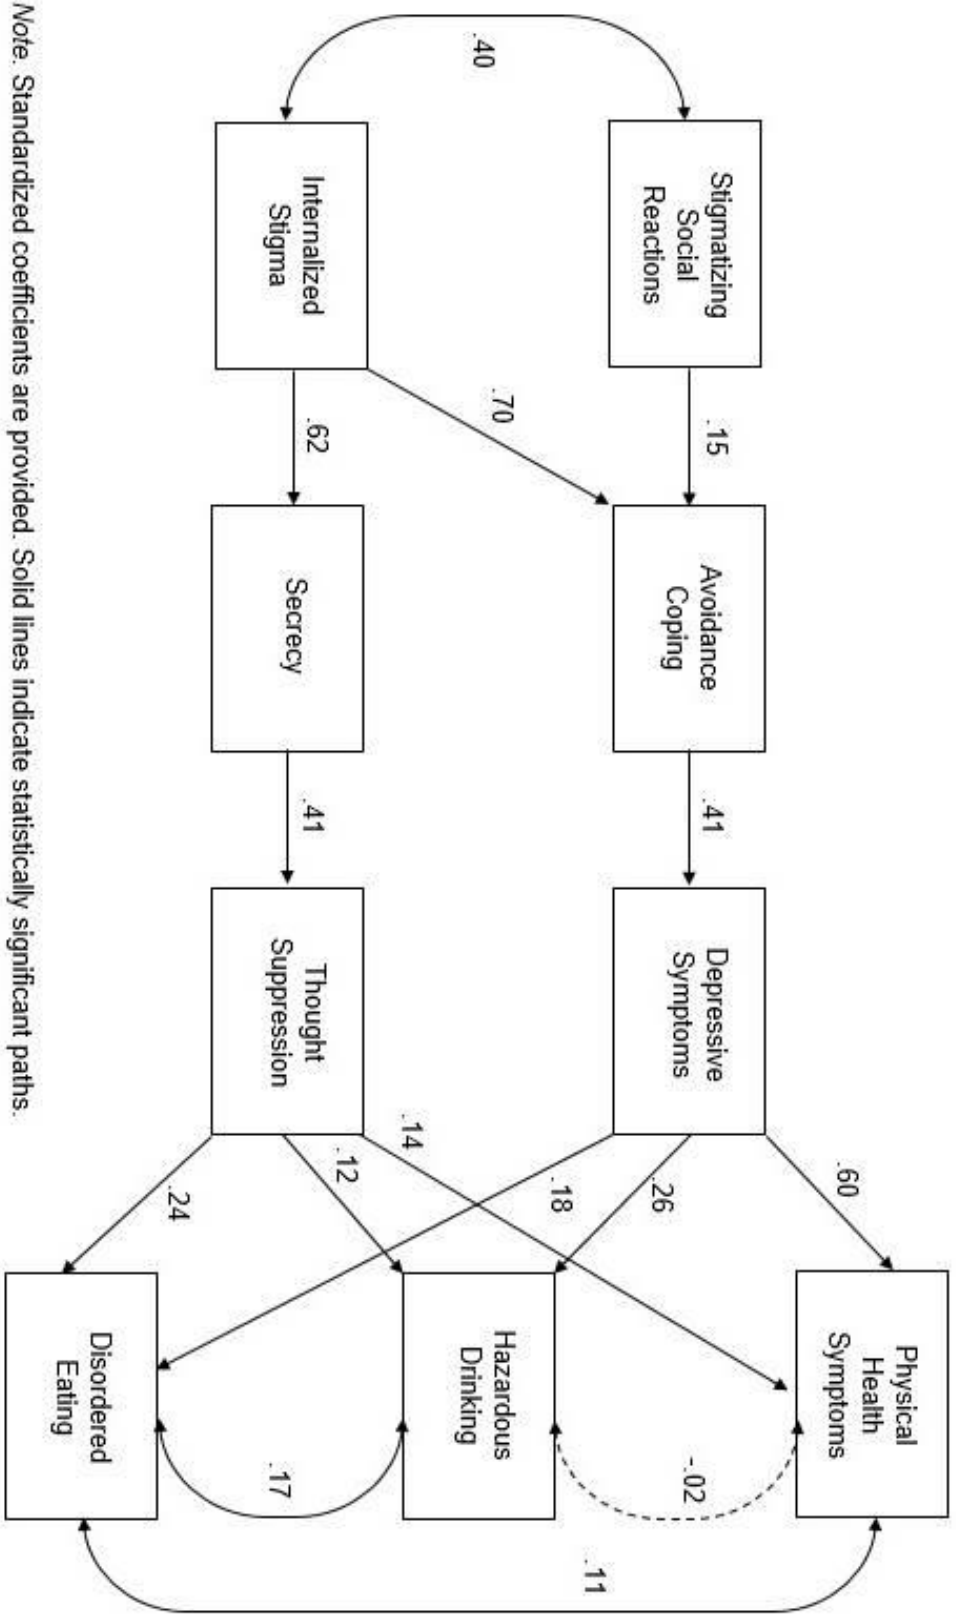 .40
Stigmatizing
Social
Reactions
Internalized
Stigma
.15
.70
.62
Avoidance
Coping
Secrecy
.41
.41
Depressive
Symptoms
Thought
Suppression
.60
.26
.18
.14
.12
.24
Physical
Health
Symptoms
Hazardous
Drinking
Disordered
Eating
-.02
.17
.11
Note. Standardized coefficients are provided. Solid lines indicate statistically significant paths.